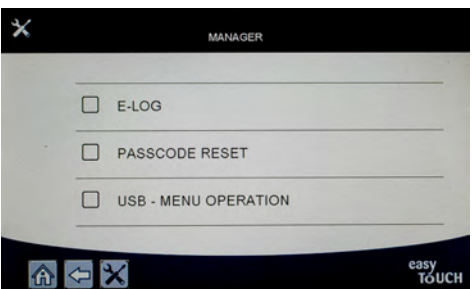 MANAGER
E-LOG
PASSCODE RESET
USB - MENU OPERATION
easy
TOUCH